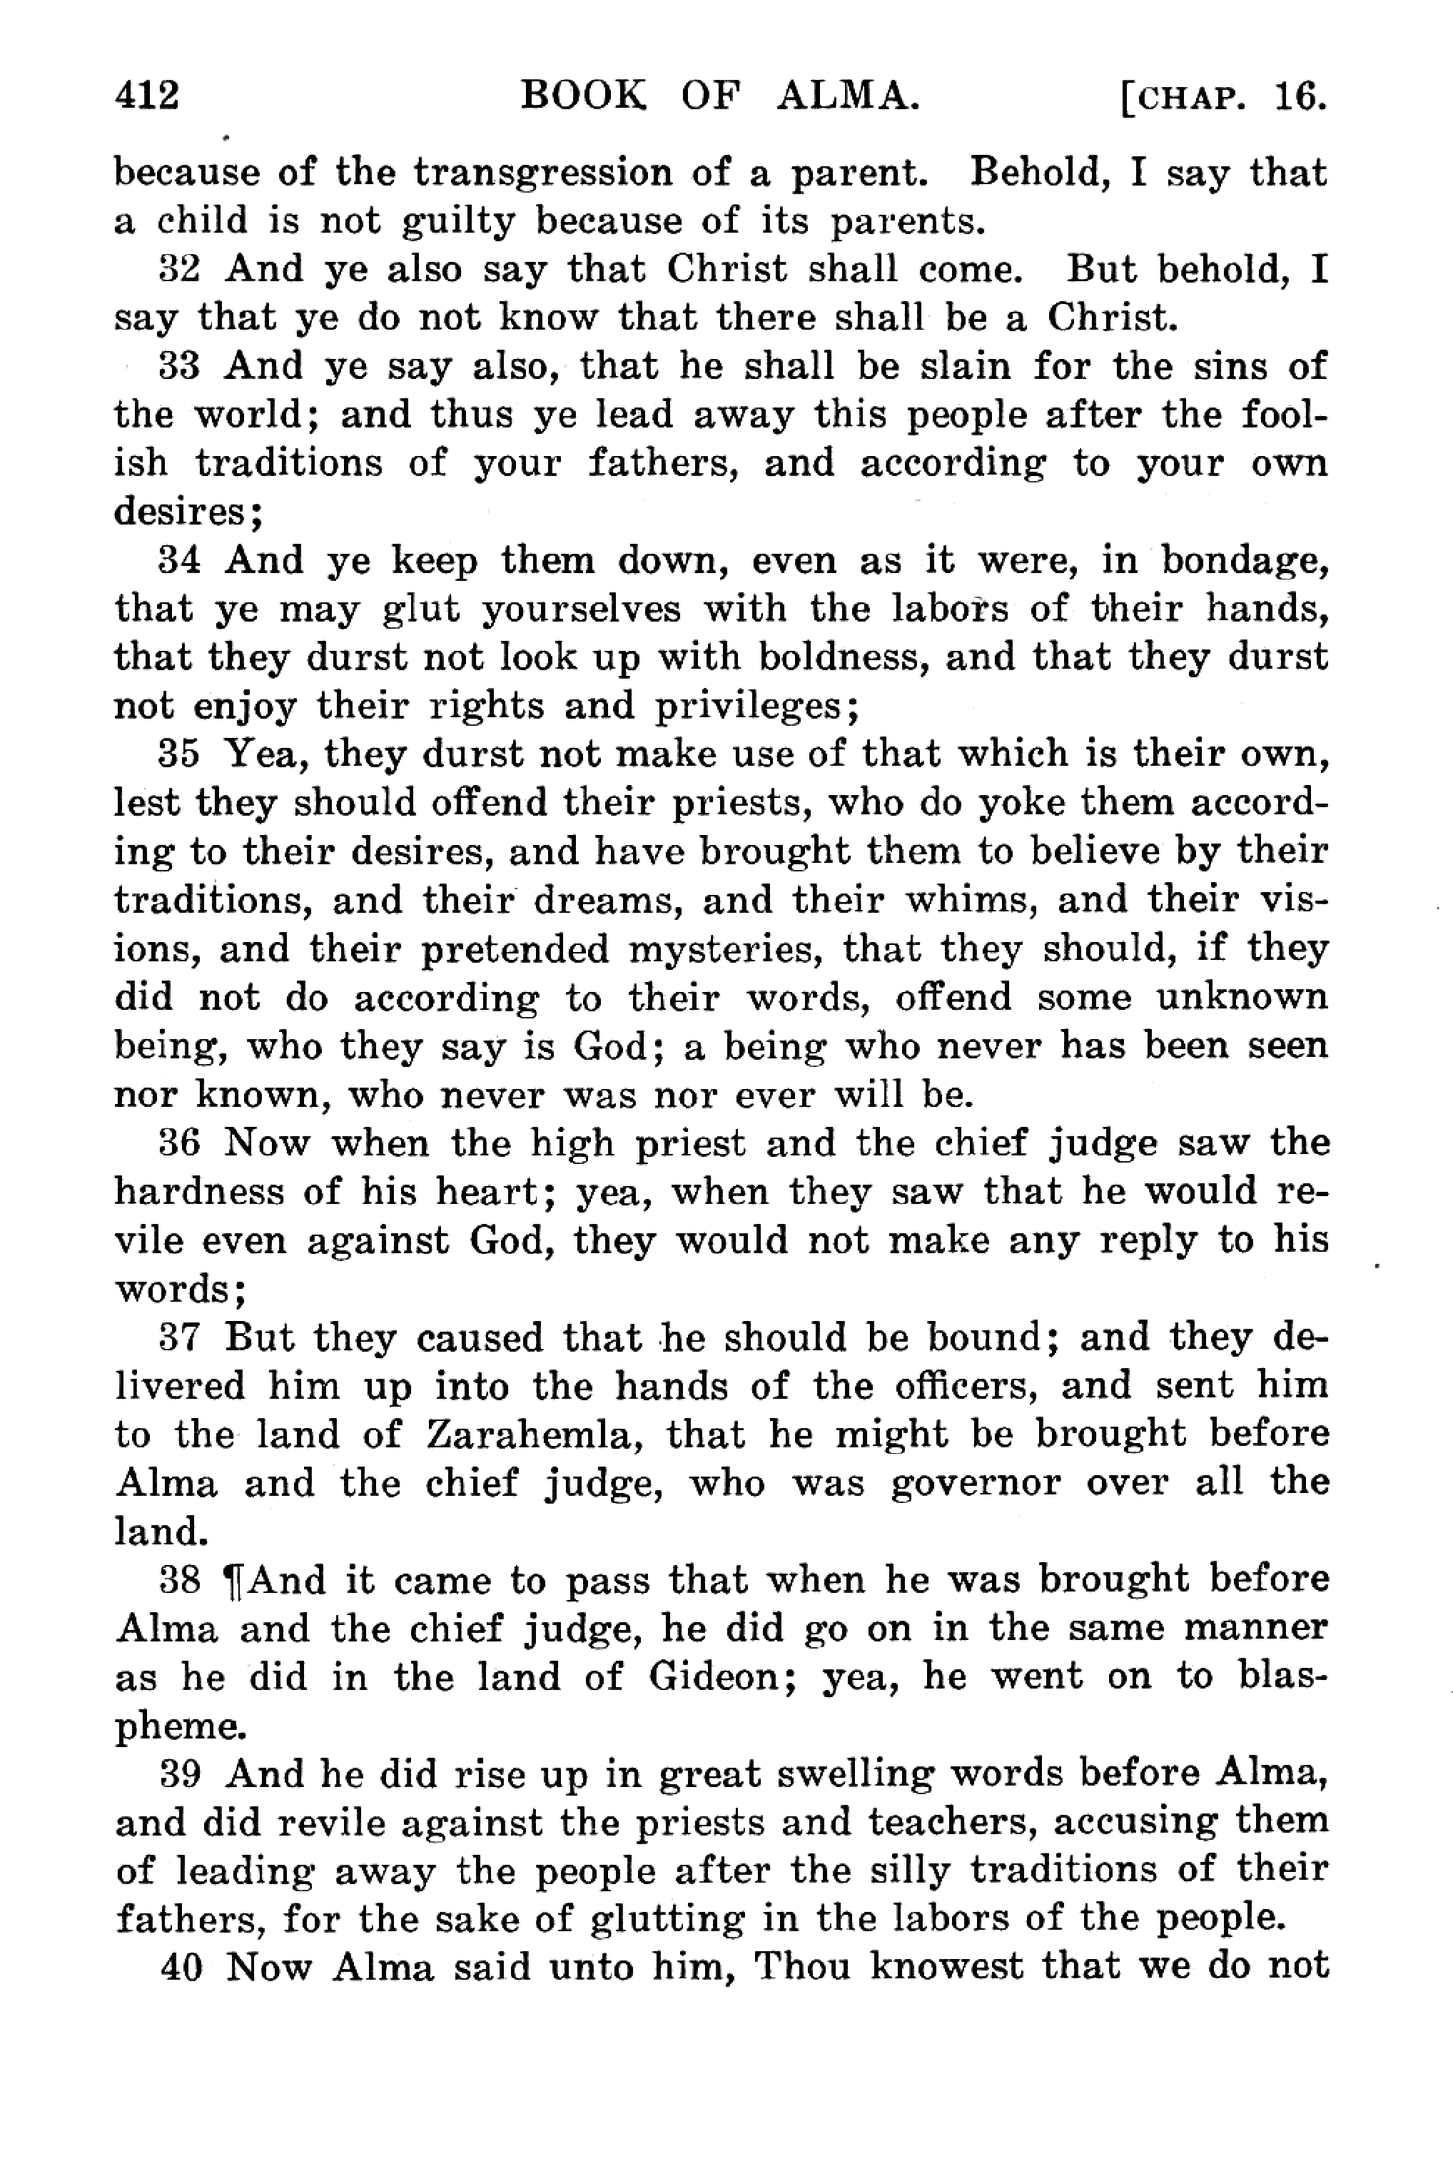 412 BOOK OF ALMA. [CHAP. 16.
because of the transgression of a parent. Behold, I say that
a child is not guilty because of its parents.
32 And ye also say that Christ shall come. But behold, I
say that ye do not know that there shall be a Christ.
33 And ye say also, that he shall be slain for the sins of
the world; and thus ye lead away this people after the fool-
ish traditions of your fathers, and according to your own
desires;
34 And ye keep them down, even as it were, in bondage,
that ye may glut yourselves with the labors of their hands,
that they durst not look up with boldness, and that they durst
not enjoy their rights and privileges;
35 Yea, they durst not make use of that which is their own,
lest they should offend their priests, who do yoke them accord-
ing to their desires, and have brought them to believe by their
traditions, and their dreams, and their whims, and their vis-
ions, and their pretended mysteries, that they should, if they
did not do according to their words, offend some unknown
being, who they say is God; a being who never has been seen
nor known, who never was nor ever will be.
36 Now when the high priest and the chief judge saw the
hardness of his heart; yea, when they saw that he would re-
vile even against God, they would not make any reply to his
words;
37 But they caused that he should be bound; and they de-
livered him up into the hands of the officers, and sent him
to the land of Zarahemla, that he might be brought before
Alma and the chief judge, who was governor over all the
land.
38 ¶And it came to pass that when he was brought before
Alma and the chief judge, he did go on in the same manner
as he did in the land of Gideon; yea, he went on to blas-
pheme.
39 And he did rise up in great swelling words before Alma,
and did revile against the priests and teachers, accusing them
of leading away the people after the silly traditions of their
fathers, for the sake of glutting in the labors of the people.
40 Now Alma said unto him, Thou knowest that we do not